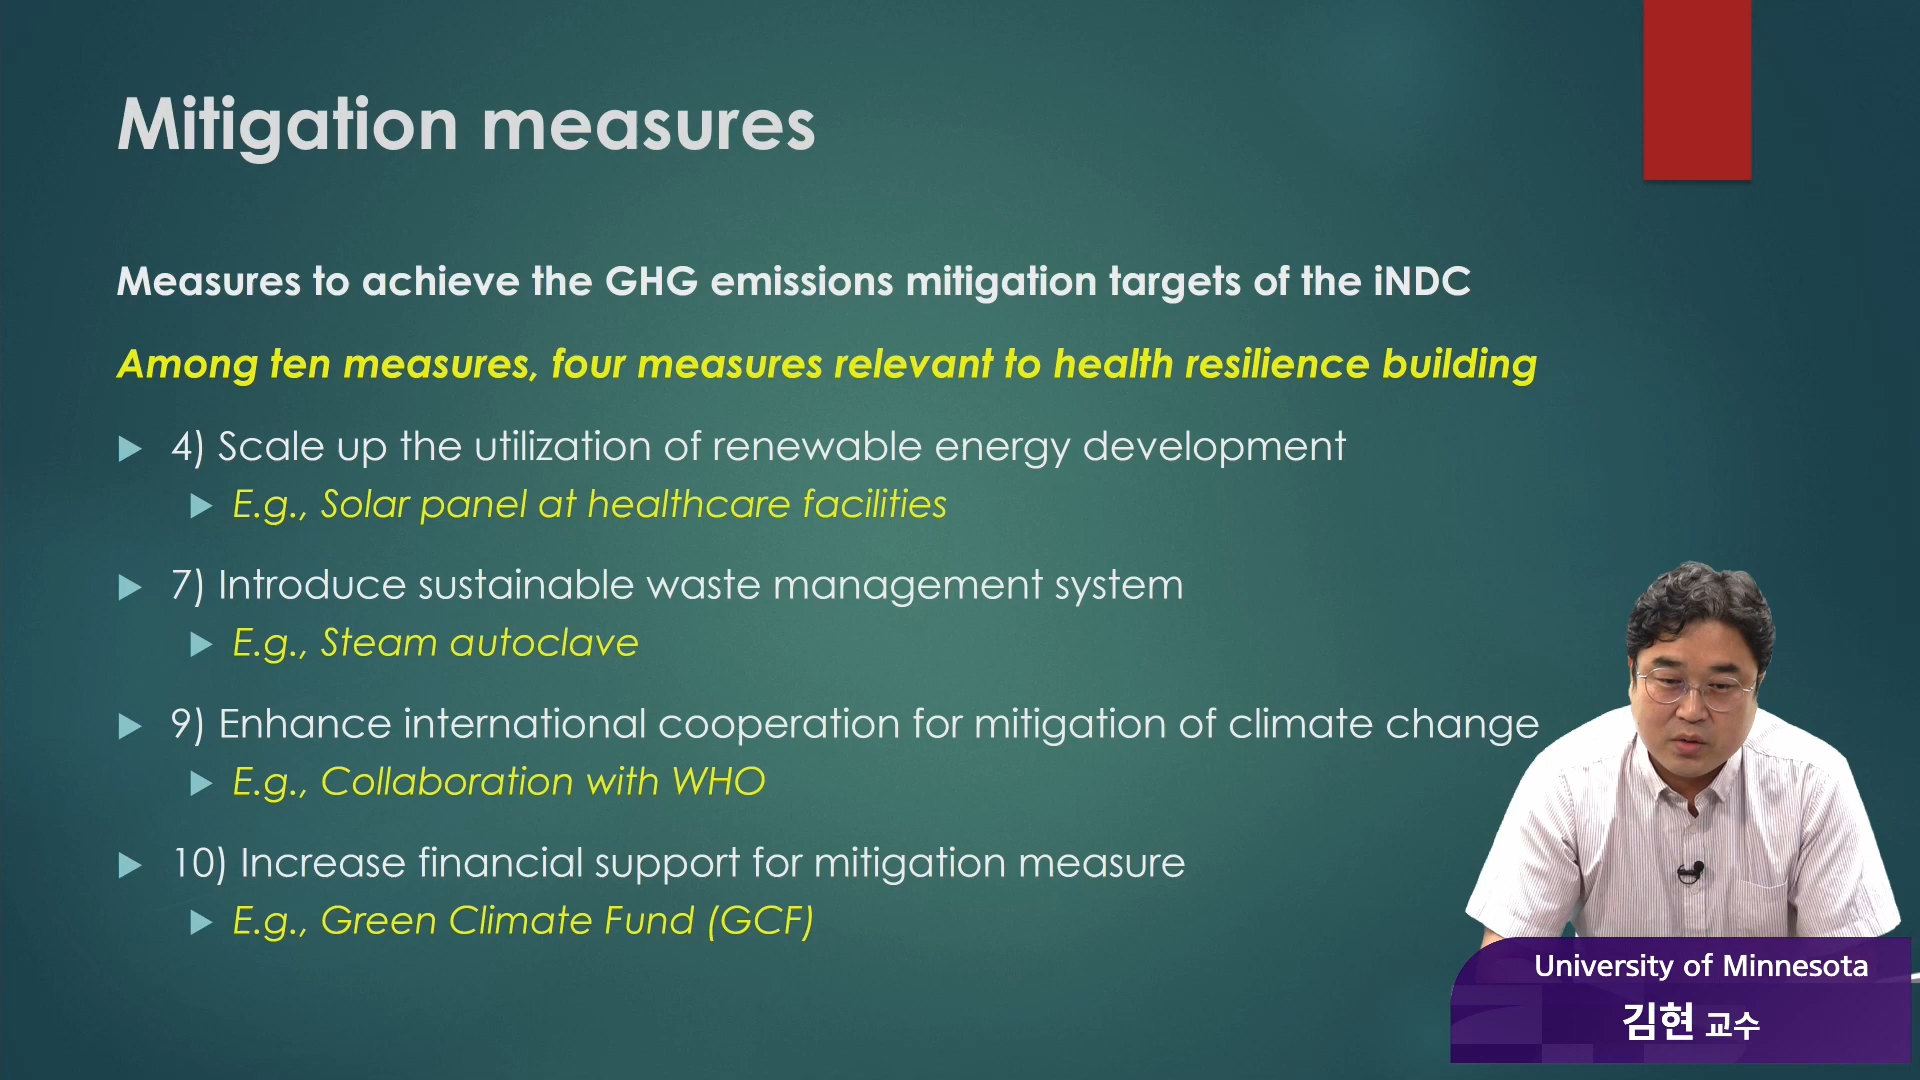 Mitigation measures
Measures to achieve the GHG emissions mitigation targets of the iNDC
Among ten measures, four measures relevant to health resilience building
4) Scale up the utilization of renewable energy development
E.g., Solar panel at healthcare facilities
7) Introduce sustainable waste management system
E.g., Steam autoclave
9) Enhance international cooperation for mitigation of climate change
E.g., Collaboration with WHO
10) Increase financial support for mitigation measure
E.g., Green Climate Fund (GCF)
University of Minnesota
김현 교수